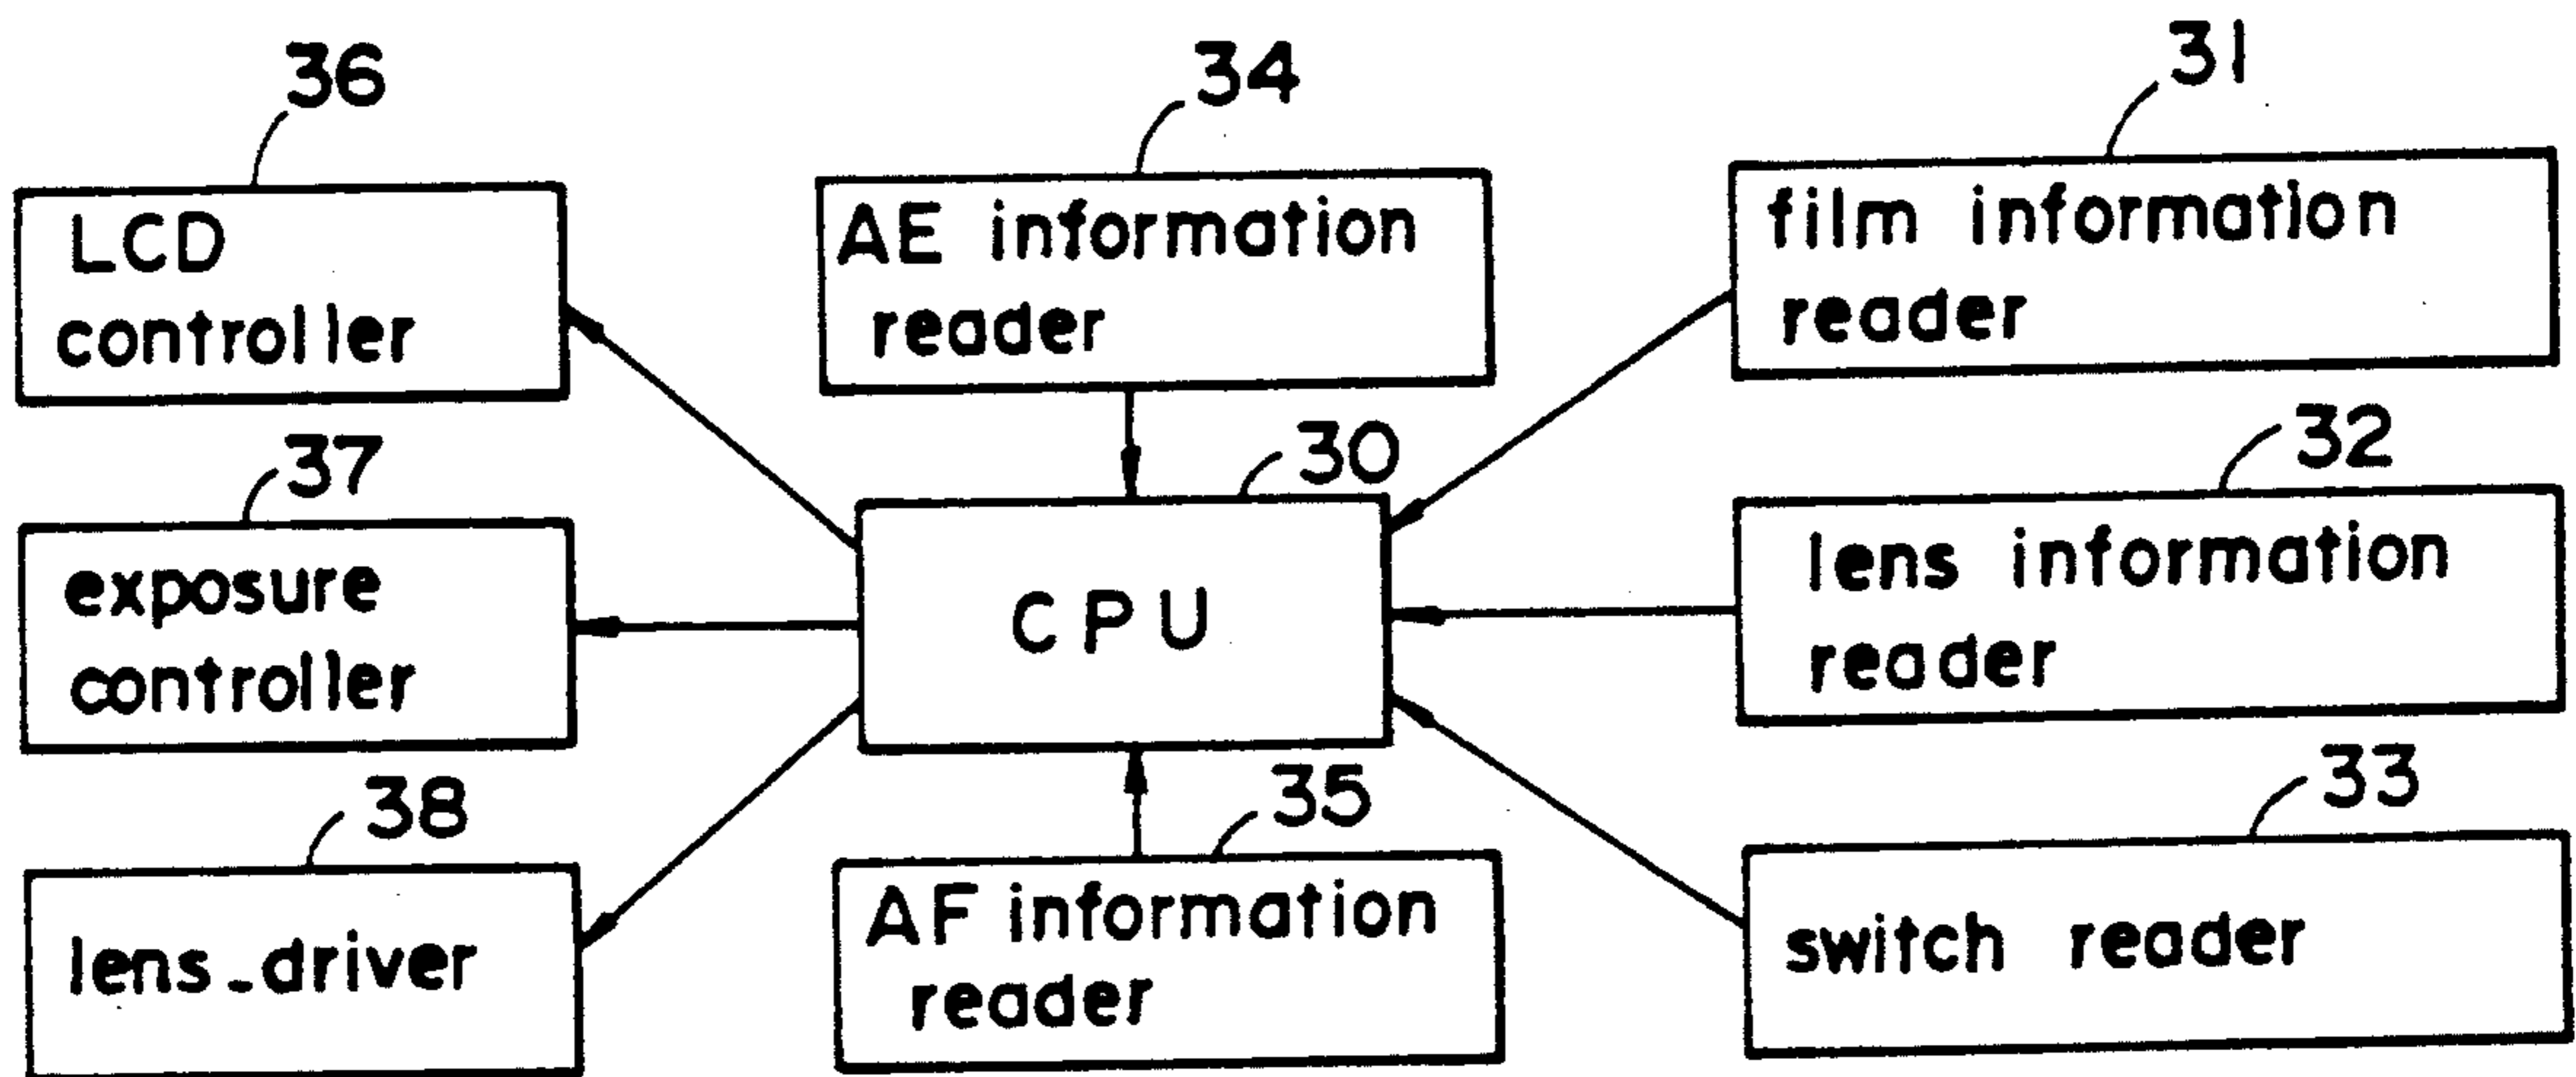 36
34
31
LCD
controller
AE information
reader
film information
reader
37
30
32
exposure
controller
CPU
lens information
reader
38
35
33
lens-driver
AF information
reader
switch reader